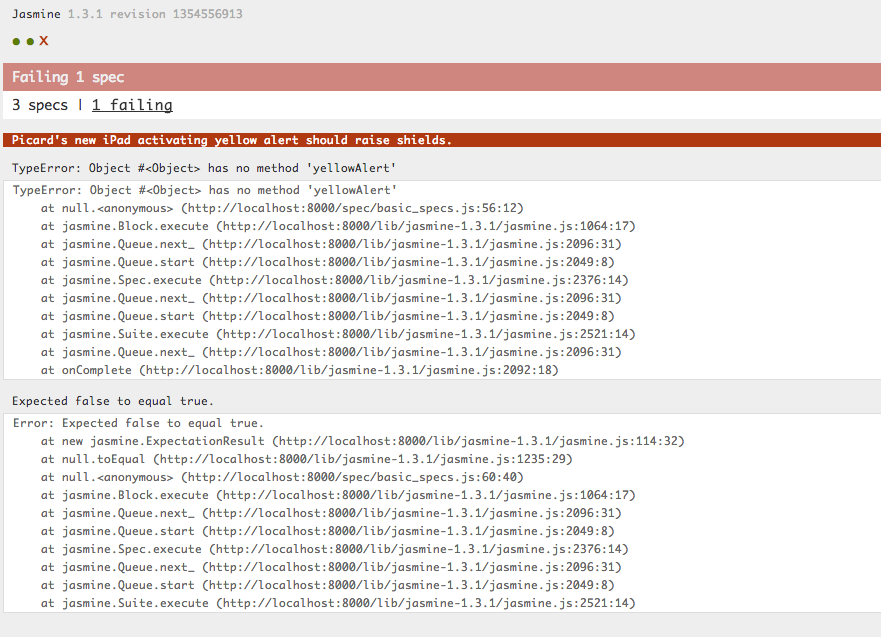 Jasmine 1.3.1 revision 1354556913
● ● X
Failing 1 spec
3 specs | 1 failing
Picard's new iPad activating yellow alert should raise shields.
TypeError: Object #<Object> has no method 'yellowAlert'
TypeError: Object #<Object> has no method 'yellowAlert'
    at null.<anonymous> (http://localhost:8000/spec/basic_specs.js:56:12)
    at jasmine.Block.execute (http://localhost:8000/lib/jasmine-1.3.1/jasmine.js:1064:17)
    at jasmine.Queue.next_ (http://localhost:8000/lib/jasmine-1.3.1/jasmine.js:2096:31)
    at jasmine.Queue.start (http://localhost:8000/lib/jasmine-1.3.1/jasmine.js:2049:8)
    at jasmine.Spec.execute (http://localhost:8000/lib/jasmine-1.3.1/jasmine.js:2376:14)
    at jasmine.Queue.next_ (http://localhost:8000/lib/jasmine-1.3.1/jasmine.js:2096:31)
    at jasmine.Queue.start (http://localhost:8000/lib/jasmine-1.3.1/jasmine.js:2049:8)
    at jasmine.Suite.execute (http://localhost:8000/lib/jasmine-1.3.1/jasmine.js:2521:14)
    at jasmine.Queue.next_ (http://localhost:8000/lib/jasmine-1.3.1/jasmine.js:2096:31)
    at onComplete (http://localhost:8000/lib/jasmine-1.3.1/jasmine.js:2092:18)
Expected false to equal true.
Error: Expected false to equal true.
    at new jasmine.ExpectationResult (http://localhost:8000/lib/jasmine-1.3.1/jasmine.js:114:32)
    at null.toEqual (http://localhost:8000/lib/jasmine-1.3.1/jasmine.js:1235:29)
    at null.<anonymous> (http://localhost:8000/spec/basic_specs.js:60:40)
    at jasmine.Block.execute (http://localhost:8000/lib/jasmine-1.3.1/jasmine.js:1064:17)
    at jasmine.Queue.next_ (http://localhost:8000/lib/jasmine-1.3.1/jasmine.js:2096:31)
    at jasmine.Queue.start (http://localhost:8000/lib/jasmine-1.3.1/jasmine.js:2049:8)
    at jasmine.Spec.execute (http://localhost:8000/lib/jasmine-1.3.1/jasmine.js:2376:14)
    at jasmine.Queue.next_ (http://localhost:8000/lib/jasmine-1.3.1/jasmine.js:2096:31)
    at jasmine.Queue.start (http://localhost:8000/lib/jasmine-1.3.1/jasmine.js:2049:8)
    at jasmine.Suite.execute (http://localhost:8000/lib/jasmine-1.3.1/jasmine.js:2521:14)